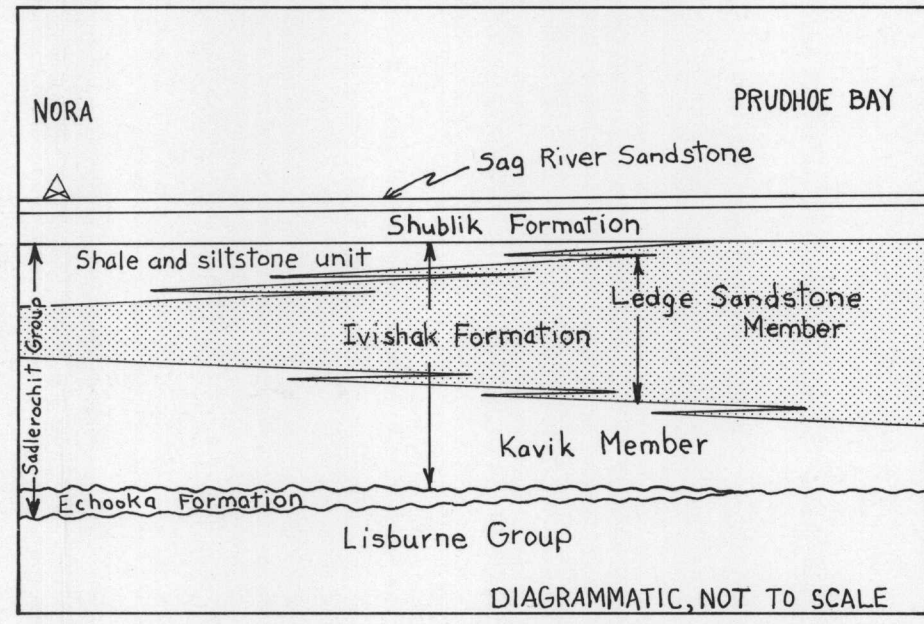 NORA
PRUDHOE BAY
Sag River Sandstone
Shublik Formation
Shale and siltstone unit
Ledge Sandstone
Member
Ivishak Formation
Sadlerochit Group
Kavik Member
Echooka Formation
Lisburne Group
DIAGRAMMATIC, NOT TO SCALE